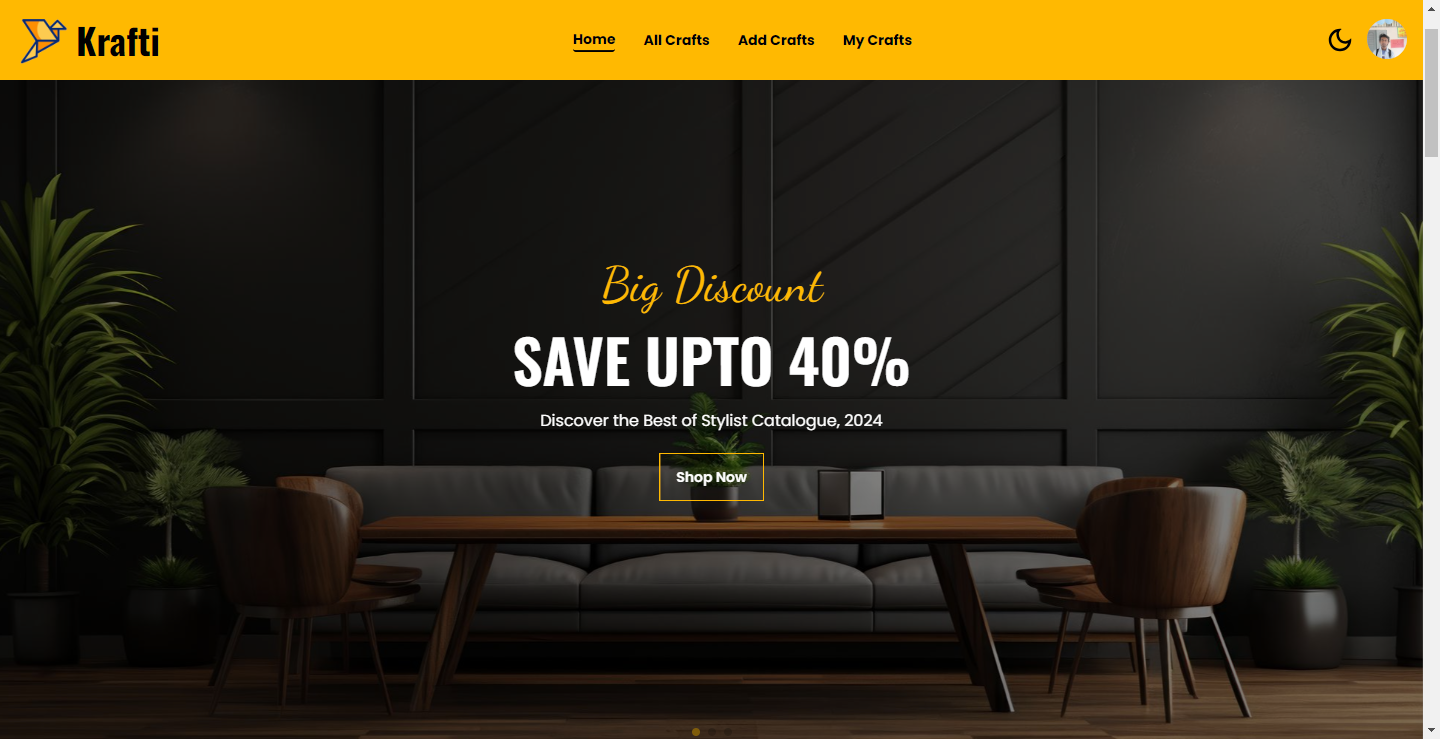 Krafti
Home
All Crafts
Add Crafts
My Crafts
Big Discount
SAVE UPTO 40%
Discover the Best of Stylist Catalogue, 2024
Shop Now